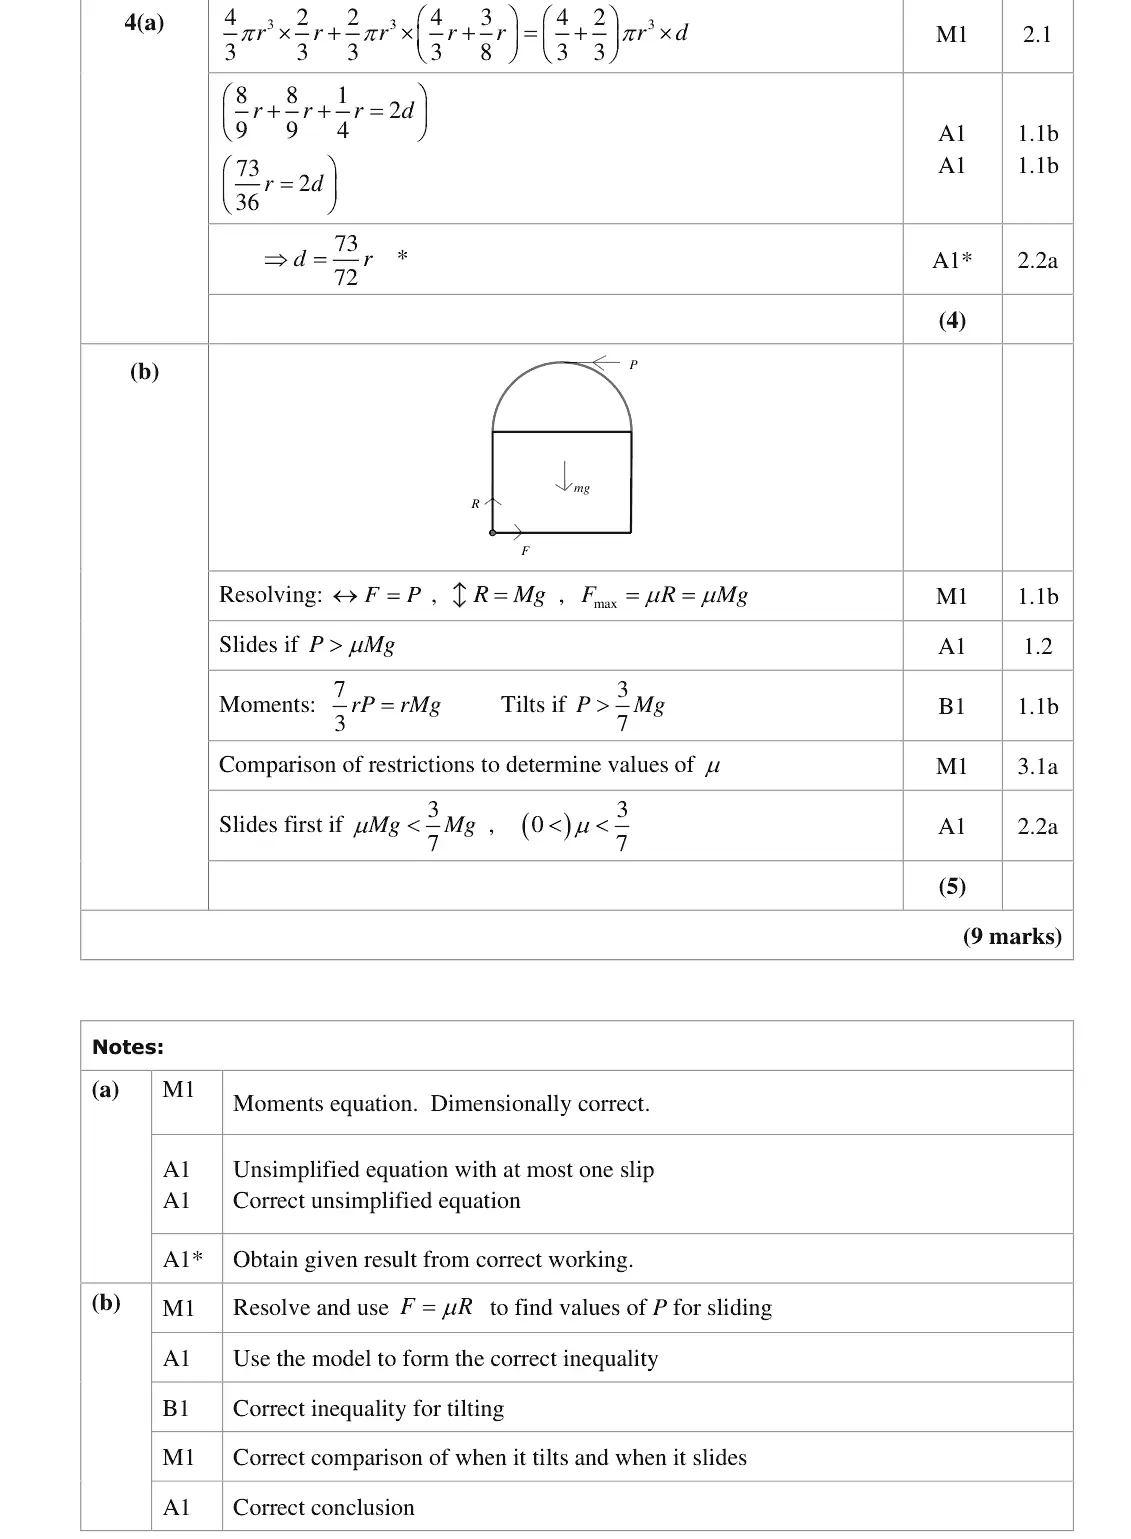 4(a) 4/3 πr³ × 2/3 r + 2/3 πr³ × (4/3 r + 3/8 r) = (4/3 + 2/3) πr³ × d M1 2.1
(8/9 r + 8/9 r + 1/4 r = 2d) A1 1.1b
(73/36 r = 2d) A1 1.1b
⇒ d = 73/72 r * A1* 2.2a
(4)
(b)
P
mg
R
F
Resolving: ↔ F = P , ↕ R = Mg , Fmax = μR = μMg M1 1.1b
Slides if P > μMg A1 1.2
Moments: 7/3 rP = rMg Tilts if P > 3/7 Mg B1 1.1b
Comparison of restrictions to determine values of μ M1 3.1a
Slides first if μMg < 3/7 Mg , (0 <) μ < 3/7 A1 2.2a
(5)
(9 marks)
Notes:
(a) M1 Moments equation. Dimensionally correct.
A1 Unsimplified equation with at most one slip
A1 Correct unsimplified equation
A1* Obtain given result from correct working.
(b) M1 Resolve and use F = μR to find values of P for sliding
A1 Use the model to form the correct inequality
B1 Correct inequality for tilting
M1 Correct comparison of when it tilts and when it slides
A1 Correct conclusion